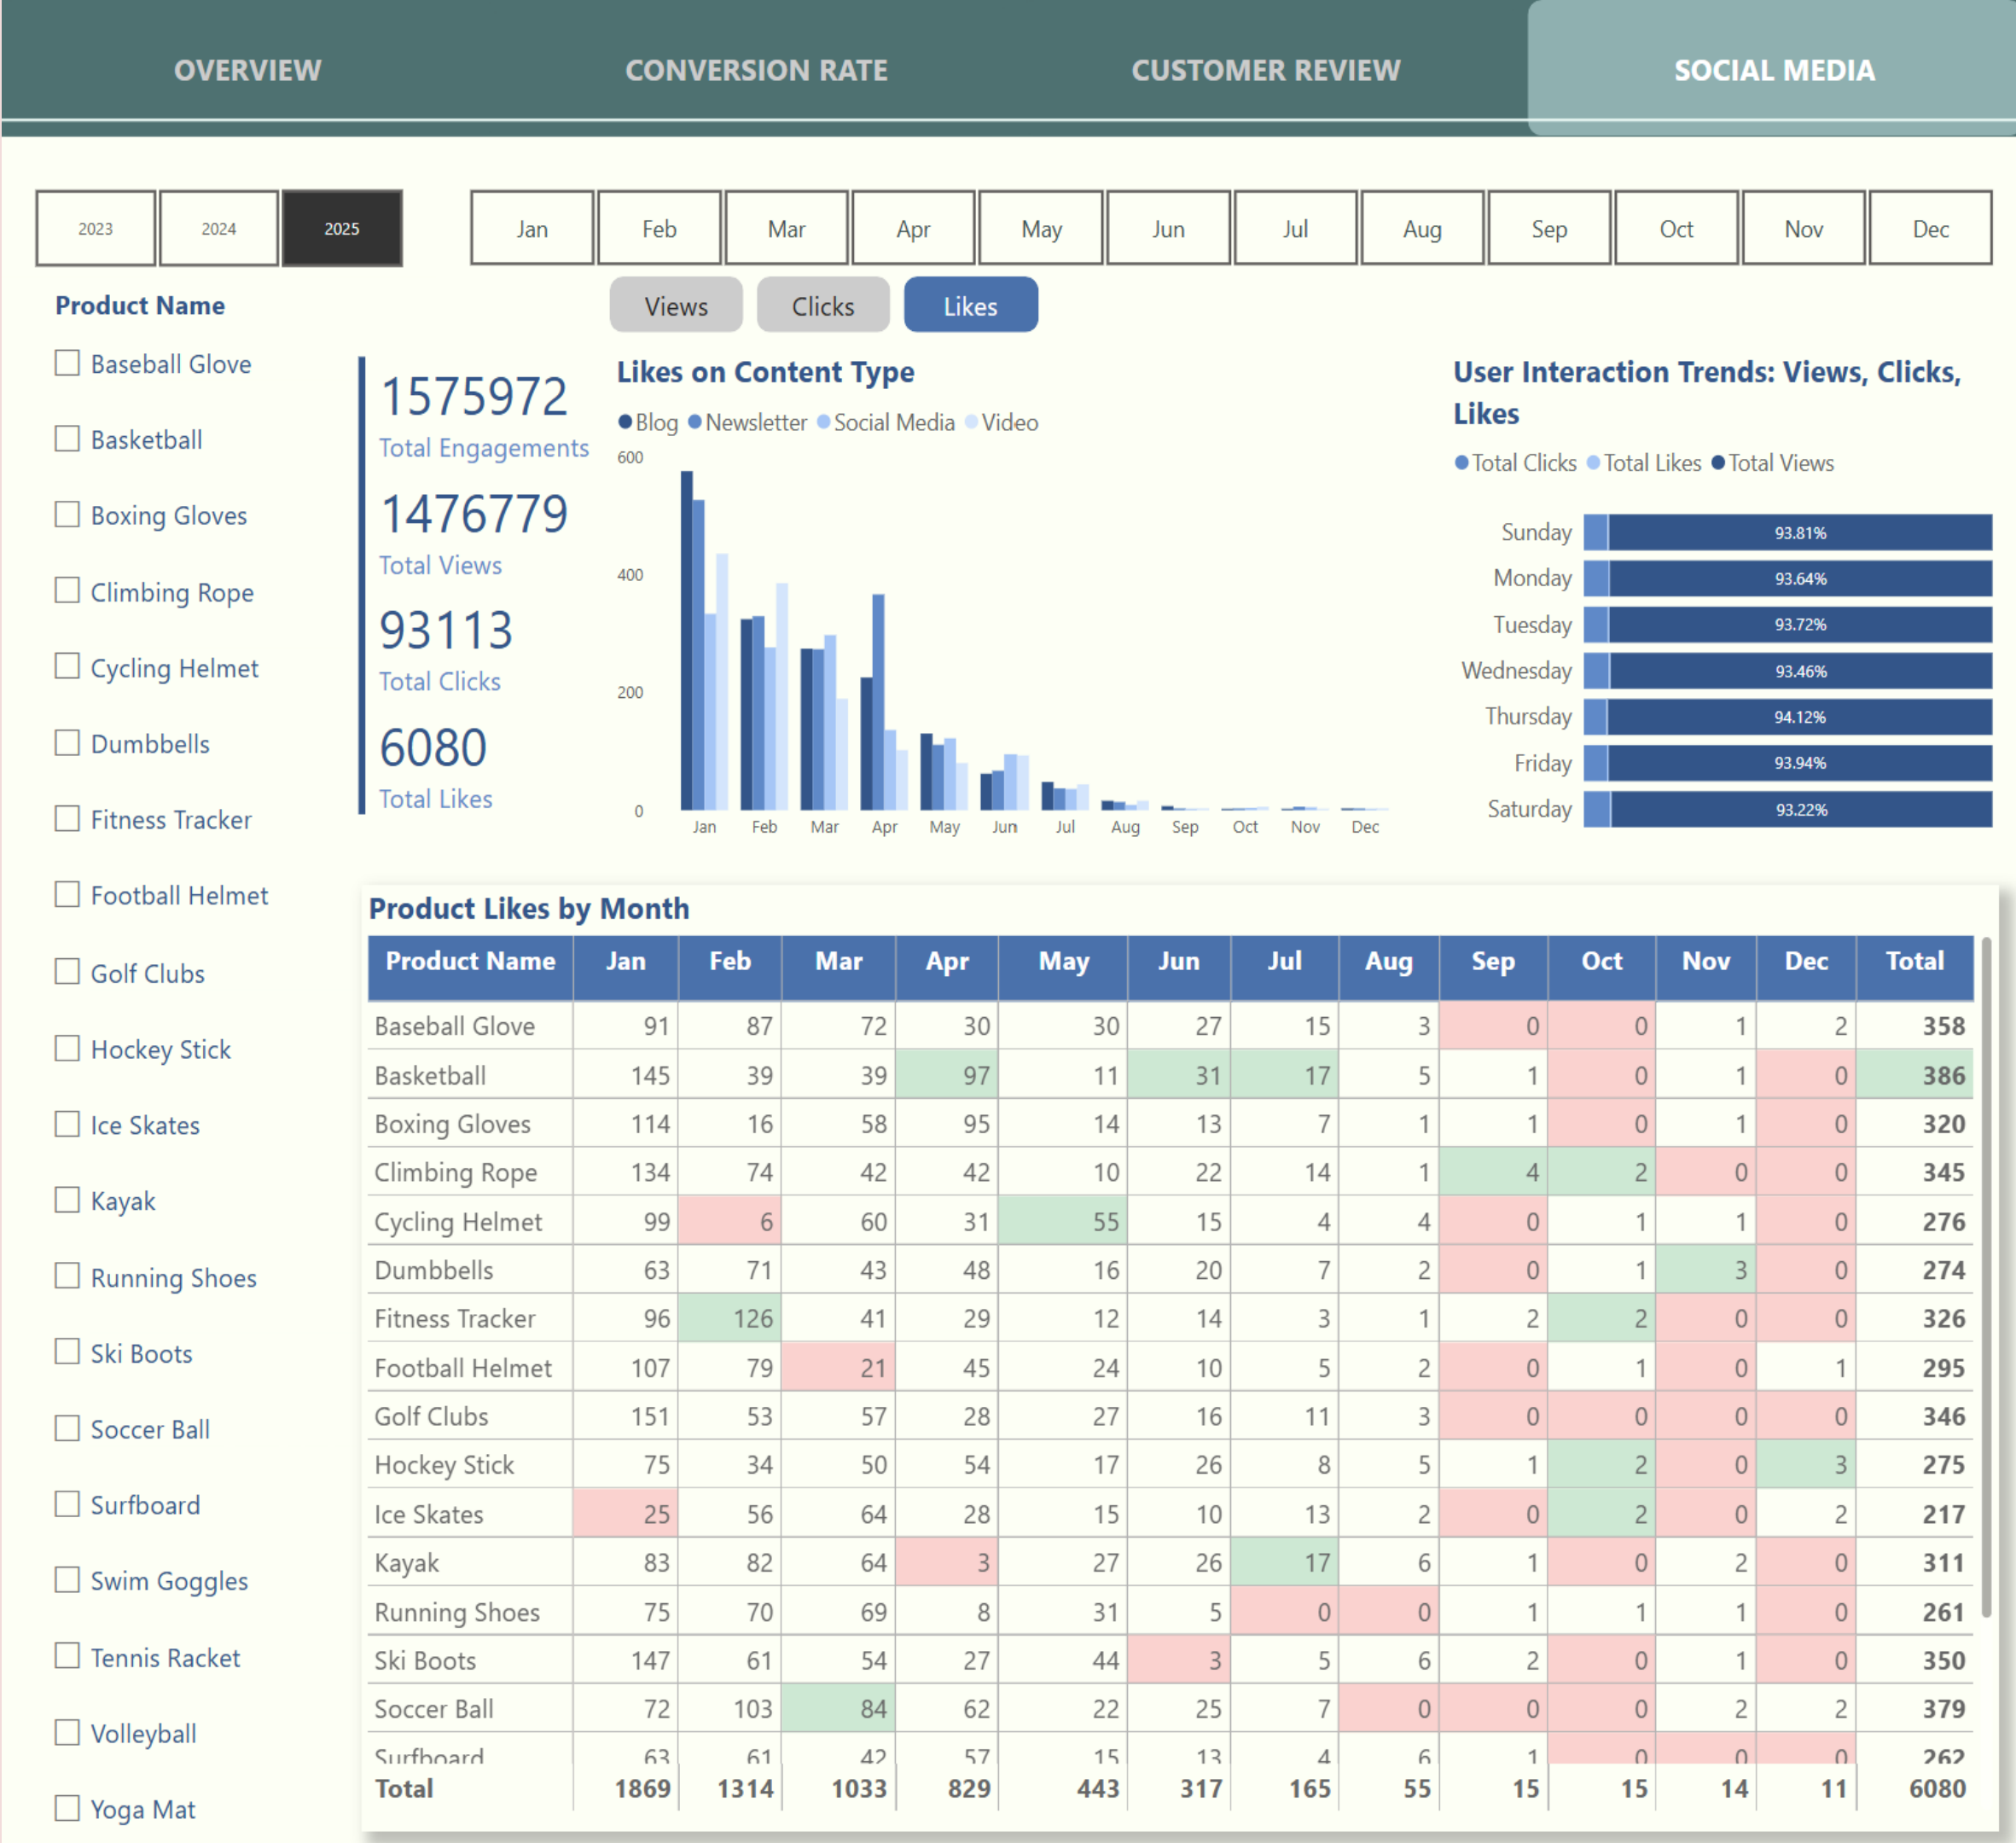 OVERVIEW CONVERSION RATE CUSTOMER REVIEW SOCIAL MEDIA
2023 2024 2025 Jan Feb Mar Apr May Jun Jul Aug Sep Oct Nov Dec
Views Clicks Likes
Product Name
Baseball Glove
Basketball
Boxing Gloves
Climbing Rope
Cycling Helmet
Dumbbells
Fitness Tracker
Football Helmet
Golf Clubs
Hockey Stick
Ice Skates
Kayak
Running Shoes
Ski Boots
Soccer Ball
Surfboard
Swim Goggles
Tennis Racket
Volleyball
Yoga Mat
1575972
Total Engagements
1476779
Total Views
93113
Total Clicks
6080
Total Likes
Likes on Content Type
Blog Newsletter Social Media Video
600
400
200
0
Jan Feb Mar Apr May Jun Jul Aug Sep Oct Nov Dec
User Interaction Trends: Views, Clicks,
Likes
Total Clicks Total Likes Total Views
Sunday 93.81%
Monday 93.64%
Tuesday 93.72%
Wednesday 93.46%
Thursday 94.12%
Friday 93.94%
Saturday 93.22%
Product Likes by Month
Product Name Jan Feb Mar Apr May Jun Jul Aug Sep Oct Nov Dec Total
Baseball Glove 91 87 72 30 30 27 15 3 0 0 1 2 358
Basketball 145 39 39 97 11 31 17 5 1 0 1 0 386
Boxing Gloves 114 16 58 95 14 13 7 1 1 0 1 0 320
Climbing Rope 134 74 42 42 10 22 14 1 4 2 0 0 345
Cycling Helmet 99 6 60 31 55 15 4 4 0 1 1 0 276
Dumbbells 63 71 43 48 16 20 7 2 0 1 3 0 274
Fitness Tracker 96 126 41 29 12 14 3 1 2 2 0 0 326
Football Helmet 107 79 21 45 24 10 5 2 0 1 0 1 295
Golf Clubs 151 53 57 28 27 16 11 3 0 0 0 0 346
Hockey Stick 75 34 50 54 17 26 8 5 1 2 0 3 275
Ice Skates 25 56 64 28 15 10 13 2 0 2 0 2 217
Kayak 83 82 64 3 27 26 17 6 1 0 2 0 311
Running Shoes 75 70 69 8 31 5 0 0 1 1 1 0 261
Ski Boots 147 61 54 27 44 3 5 6 2 0 1 0 350
Soccer Ball 72 103 84 62 22 25 7 0 0 0 2 2 379
Surfboard 63 61 42 57 15 13 4 6 1 0 0 0 262
Total 1869 1314 1033 829 443 317 165 55 15 15 14 11 6080